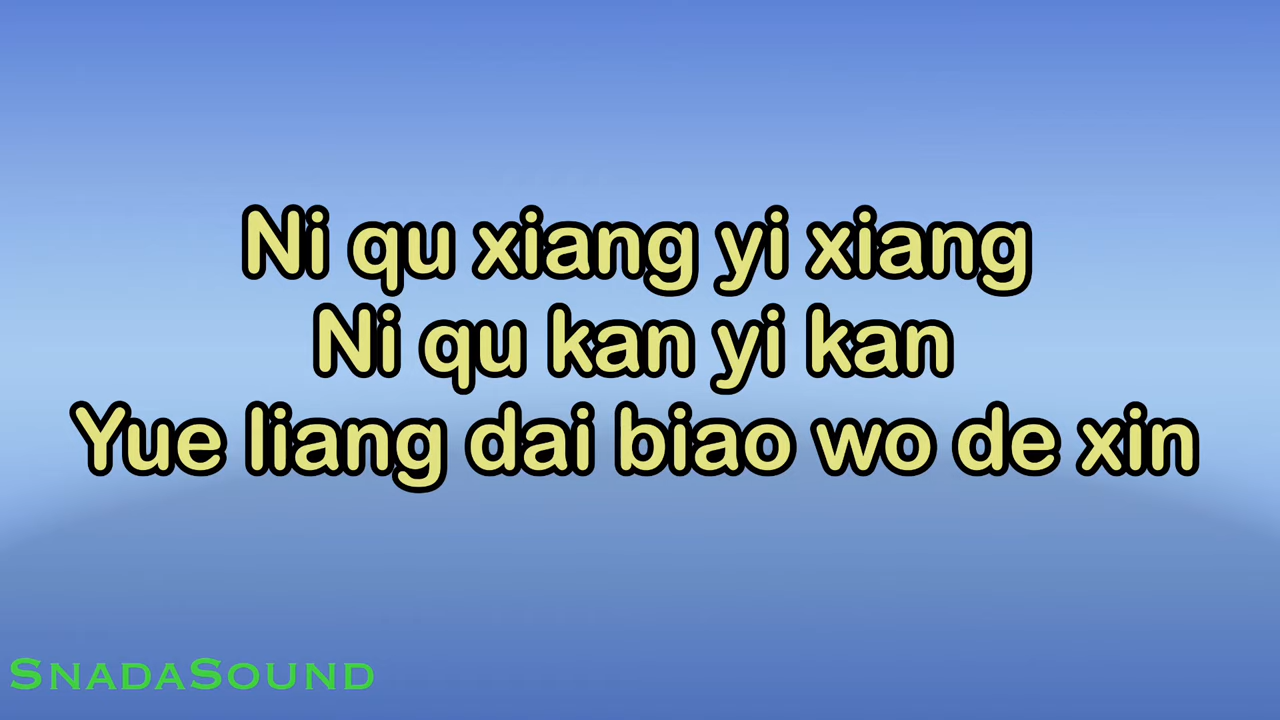 Ni qu xiang yi xiang
Ni qu kan yi kan
Yue liang dai biao wo de xin
SnadaSound